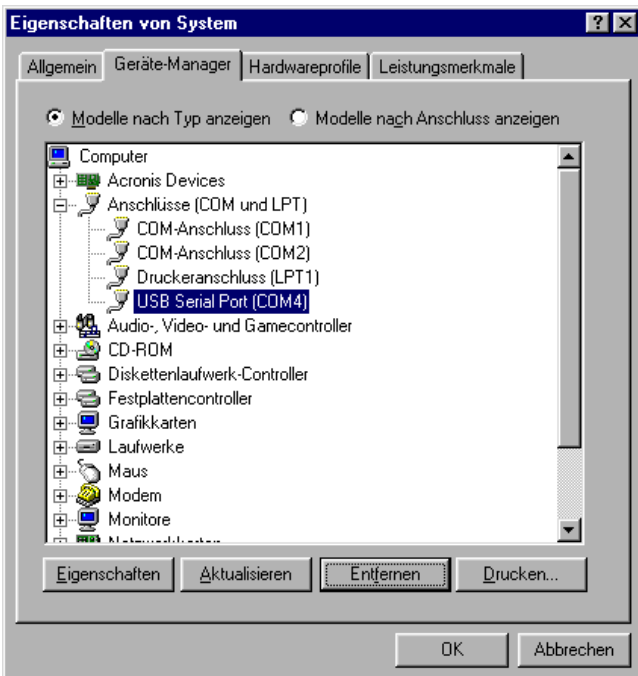 Eigenschaften von System
Allgemein Geräte-Manager Hardwareprofile Leistungsmerkmale
Modelle nach Typ anzeigen Modelle nach Anschluss anzeigen
Computer
Acronis Devices
Anschlüsse (COM und LPT)
COM-Anschluss (COM1)
COM-Anschluss (COM2)
Druckeranschluss (LPT1)
USB Serial Port (COM4)
Audio-, Video- und Gamecontroller
CD-ROM
Diskettenlaufwerk-Controller
Festplattencontroller
Grafikkarten
Laufwerke
Maus
Modem
Monitore
Eigenschaften Aktualisieren Entfernen Drucken...
OK Abbrechen